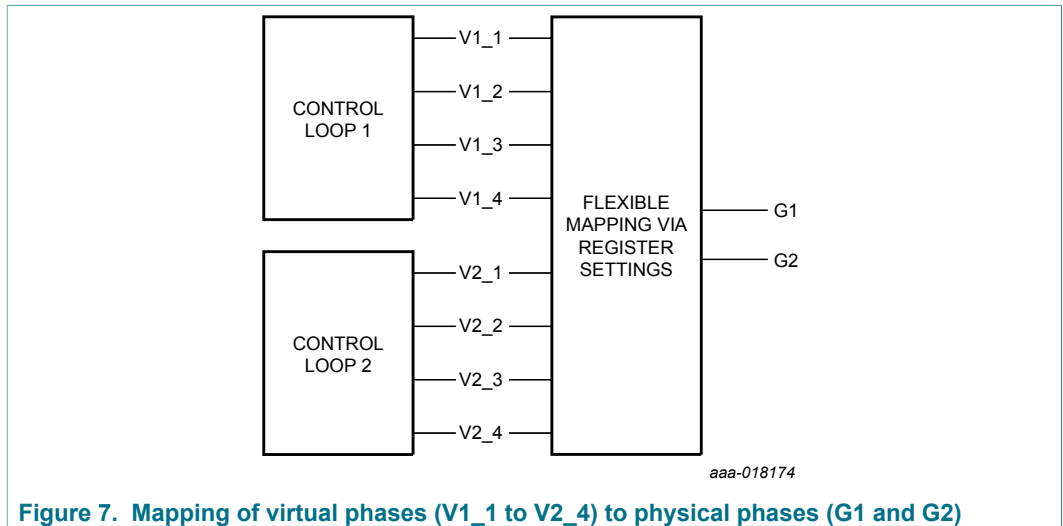 CONTROL
LOOP 1
V1_1
V1_2
V1_3
V1_4
CONTROL
LOOP 2
V2_1
V2_2
V2_3
V2_4
FLEXIBLE
MAPPING VIA
REGISTER
SETTINGS
G1
G2
aaa-018174
Figure 7. Mapping of virtual phases (V1_1 to V2_4) to physical phases (G1 and G2)